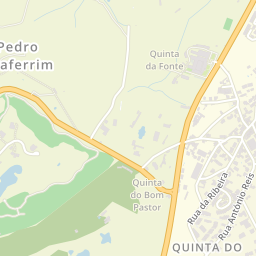 Pedro
aferrim
Quinta
da Fonte
Quinta
do Bom
Pastor
Rua da Ribeira
Rua António Reis
QUINTA DO